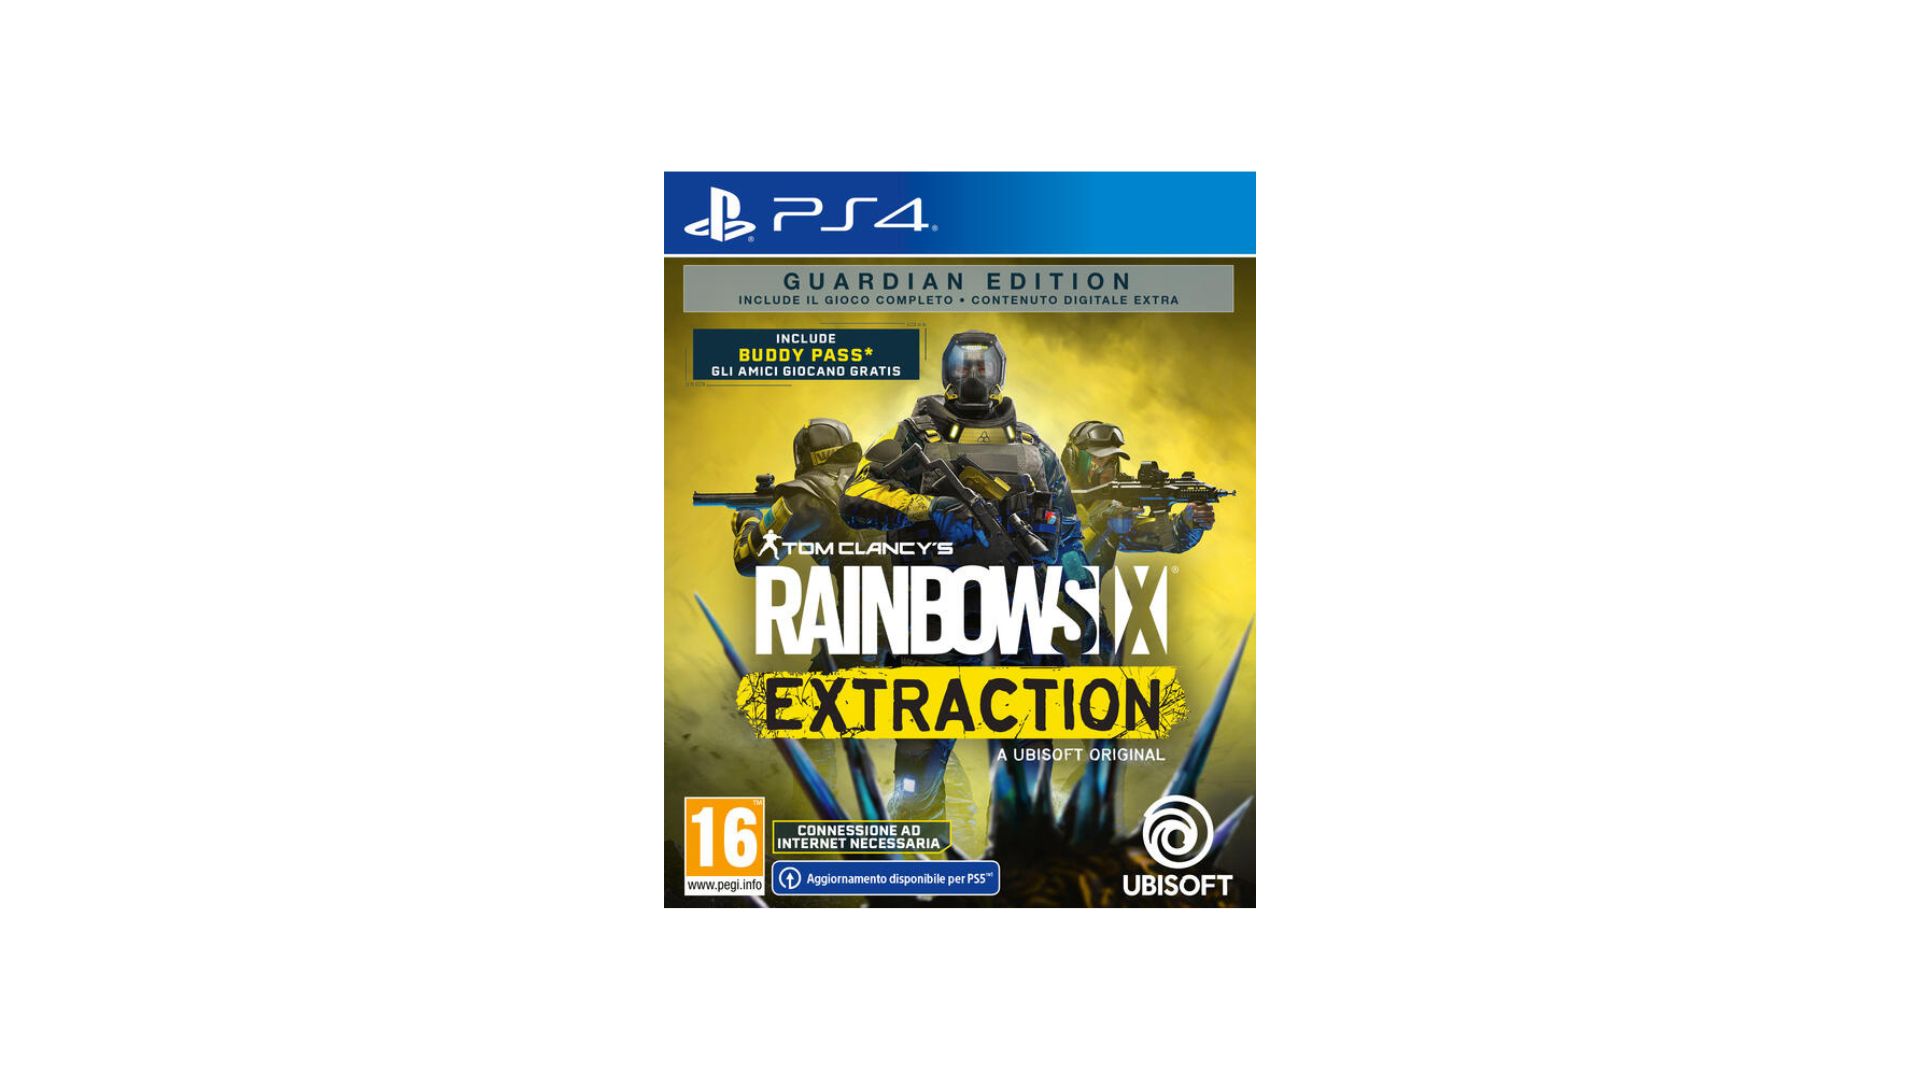 PS4
GUARDIAN EDITION
INCLUDE IL GIOCO COMPLETO • CONTENUTO DIGITALE EXTRA
INCLUDE
BUDDY PASS*
GLI AMICI GIOCANO GRATIS
TOM CLANCY'S
RAINBOW SIX®
EXTRACTION
A UBISOFT ORIGINAL
16™
www.pegi.info
CONNESSIONE AD
INTERNET NECESSARIA
Aggiornamento disponibile per PS5
UBISOFT